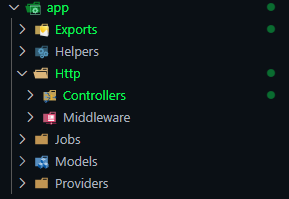 app
Exports
Helpers
Http
Controllers
Middleware
Jobs
Models
Providers